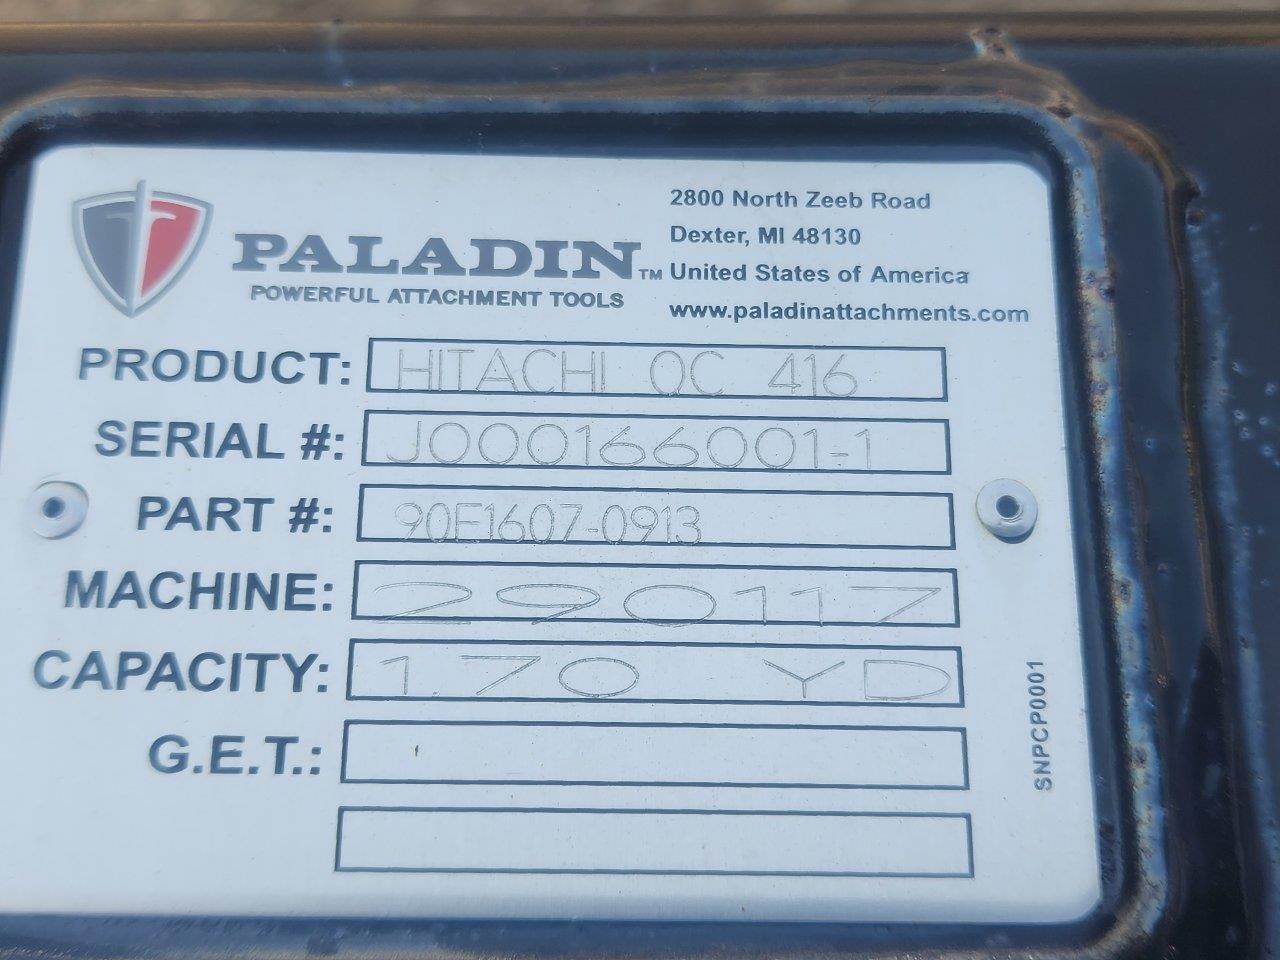 PALADIN™
POWERFUL ATTACHMENT TOOLS
2800 North Zeeb Road
Dexter, MI 48130
United States of America
www.paladinattachments.com
PRODUCT: HITACHI QC 416
SERIAL #: J000166001-1
PART #: 90E1607-0913
MACHINE: 290117
CAPACITY: 1.70 YD
G.E.T.:
SNPCP0001